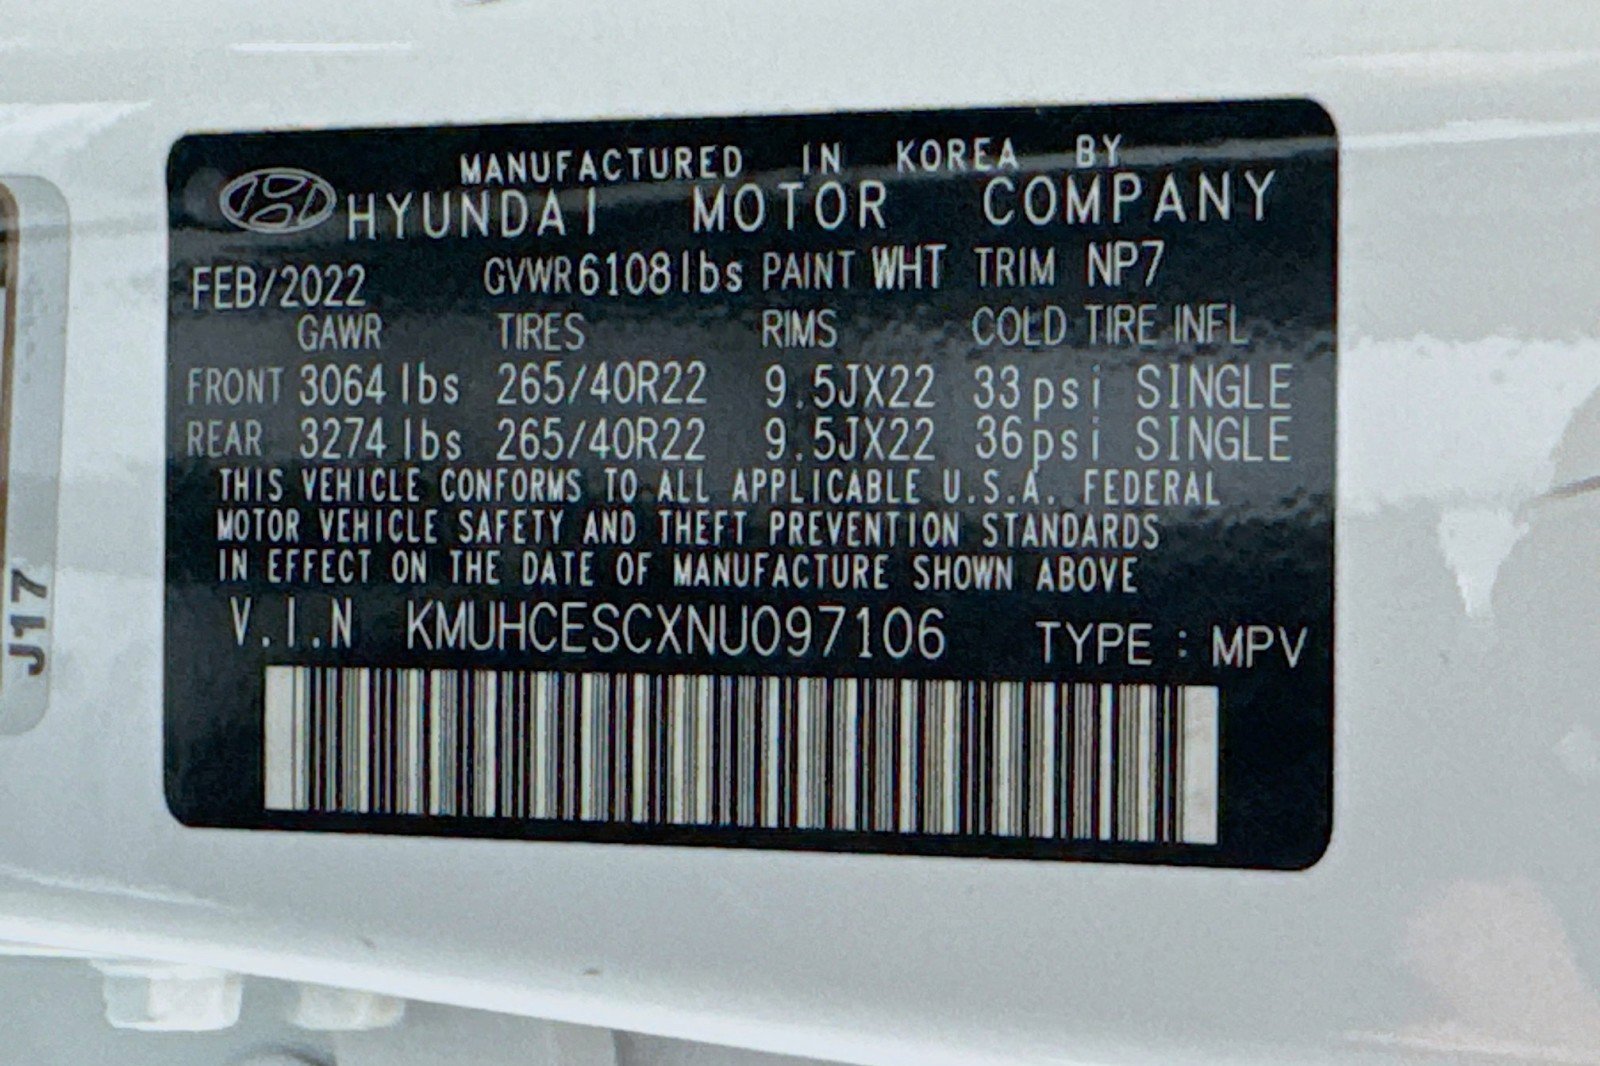 MANUFACTURED IN KOREA BY
HYUNDAI MOTOR COMPANY
FEB/2022 GVWR 6108lbs PAINT WHT TRIM NP7
GAWR TIRES RIMS COLD TIRE INFL
FRONT 3064 lbs 265/40R22 9.5JX22 33psi SINGLE
REAR 3274 lbs 265/40R22 9.5JX22 36psi SINGLE
THIS VEHICLE CONFORMS TO ALL APPLICABLE U.S.A. FEDERAL
MOTOR VEHICLE SAFETY AND THEFT PREVENTION STANDARDS
IN EFFECT ON THE DATE OF MANUFACTURE SHOWN ABOVE
V.I.N KMUHCESCXNU097106 TYPE : MPV
J17